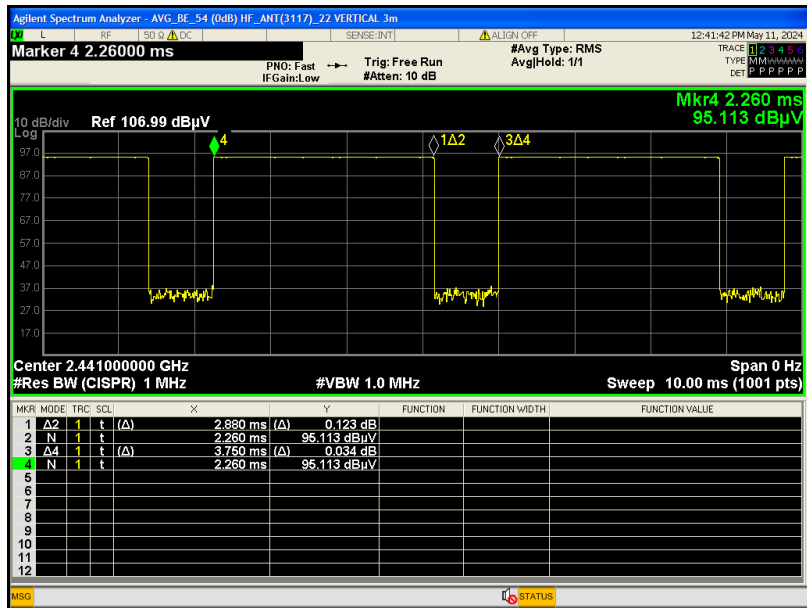 Agilent Spectrum Analyzer - AVG_BE_54 (0dB) HF_ANT(3117)_22 VERTICAL 3m
LXI L RF 50 Ω DC SENSE:INT ALIGN OFF 12:41:42 PM May 11, 2024
Marker 4 2.26000 ms
PNO: Fast
IFGain:Low
Trig: Free Run
#Atten: 10 dB
#Avg Type: RMS
Avg|Hold: 1/1
TRACE 1 2 3 4 5 6
TYPE MMWWWW
DET P P P P P P
Mkr4 2.260 ms
95.113 dBµV
10 dB/div Ref 106.99 dBµV
Log
97.0
87.0
77.0
67.0
57.0
47.0
37.0
27.0
17.0
4
1Δ2
3Δ4
Center 2.441000000 GHz Span 0 Hz
#Res BW (CISPR) 1 MHz #VBW 1.0 MHz Sweep 10.00 ms (1001 pts)
MKR MODE TRC SCL X Y FUNCTION FUNCTION WIDTH FUNCTION VALUE
1 Δ2 1 t (Δ) 2.880 ms (Δ) 0.123 dB
2 N 1 t 2.260 ms 95.113 dBµV
3 Δ4 1 t (Δ) 3.750 ms (Δ) 0.034 dB
4 N 1 t 2.260 ms 95.113 dBµV
5
6
7
8
9
10
11
12
MSG STATUS